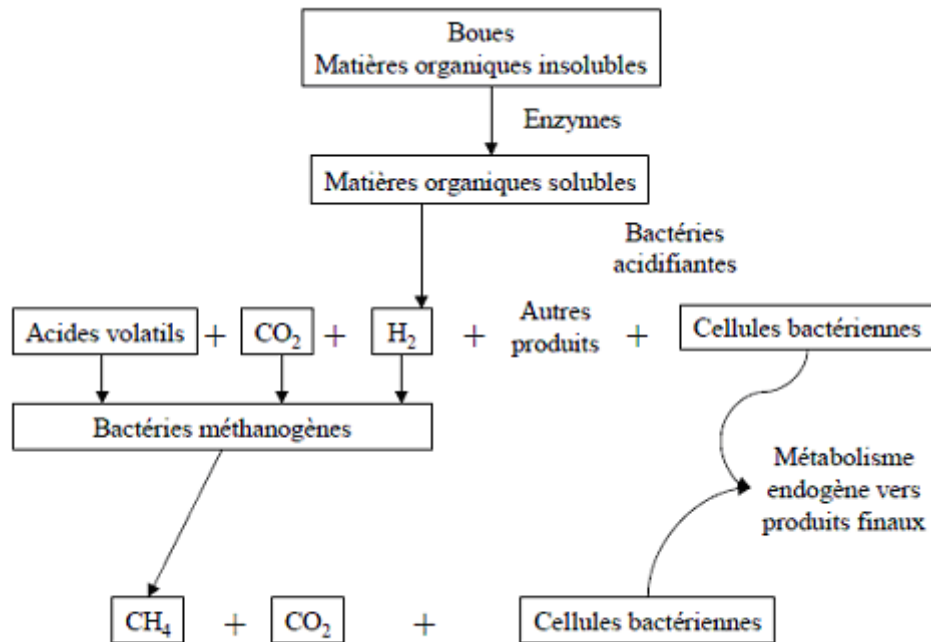 Boues
Matières organiques insolubles
Enzymes
Matières organiques solubles
Bactéries
acidifiantes
Acides volatils + CO₂ + H₂ + Autres produits + Cellules bactériennes
Bactéries méthanogènes
Métabolisme
endogène vers
produits finaux
CH₄ + CO₂ + Cellules bactériennes